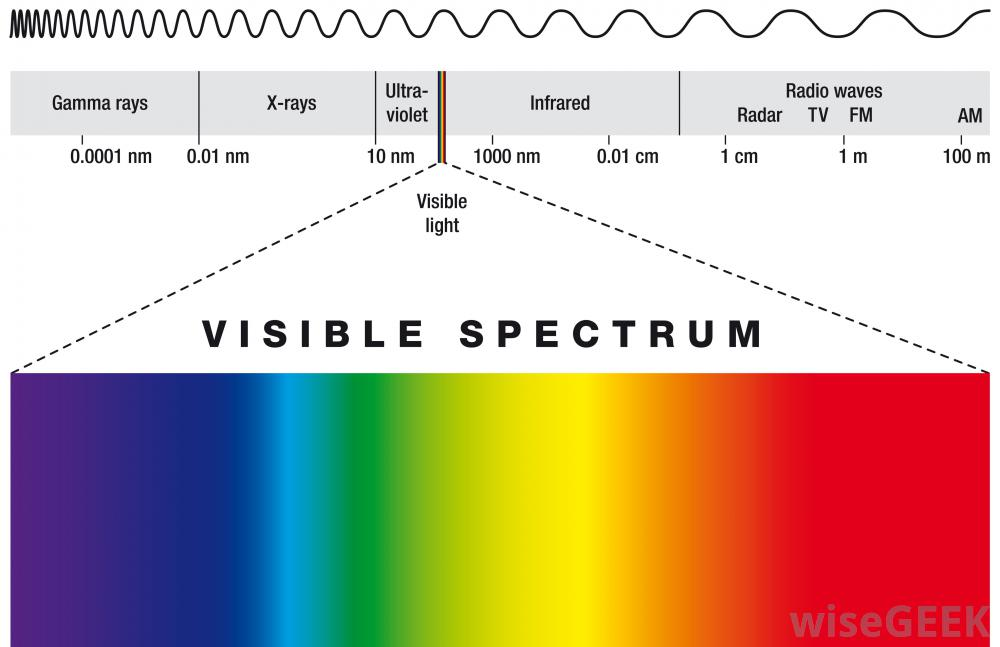 Gamma rays
X-rays
Ultra-
violet
Infrared
Radio waves
Radar TV FM
AM
0.0001 nm 0.01 nm 10 nm 1000 nm 0.01 cm 1 cm 1 m 100 m
Visible
light
VISIBLE SPECTRUM
wiseGEEK